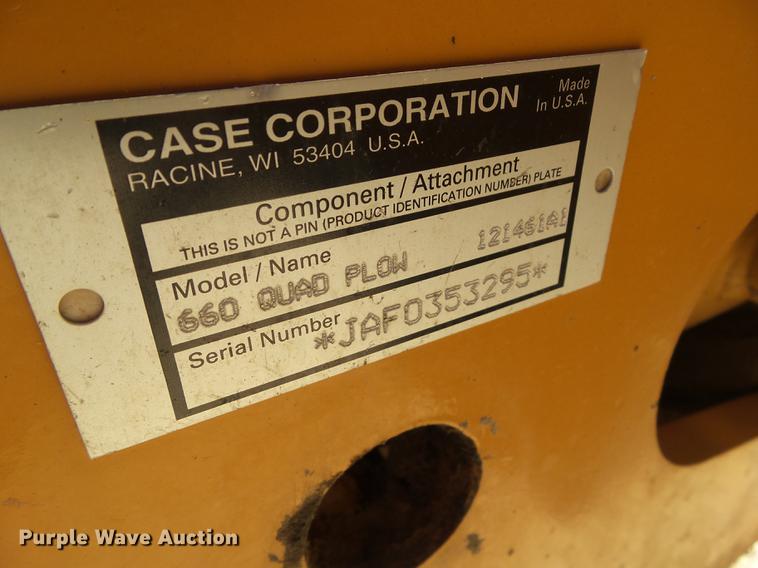 CASE CORPORATION
Made
In U.S.A.
RACINE, WI 53404 U.S.A.
Component / Attachment
THIS IS NOT A PIN (PRODUCT IDENTIFICATION NUMBER) PLATE
Model / Name
660 QUAD PLOW 121461A1
Serial Number
*JAF0353295*
Purple Wave Auction